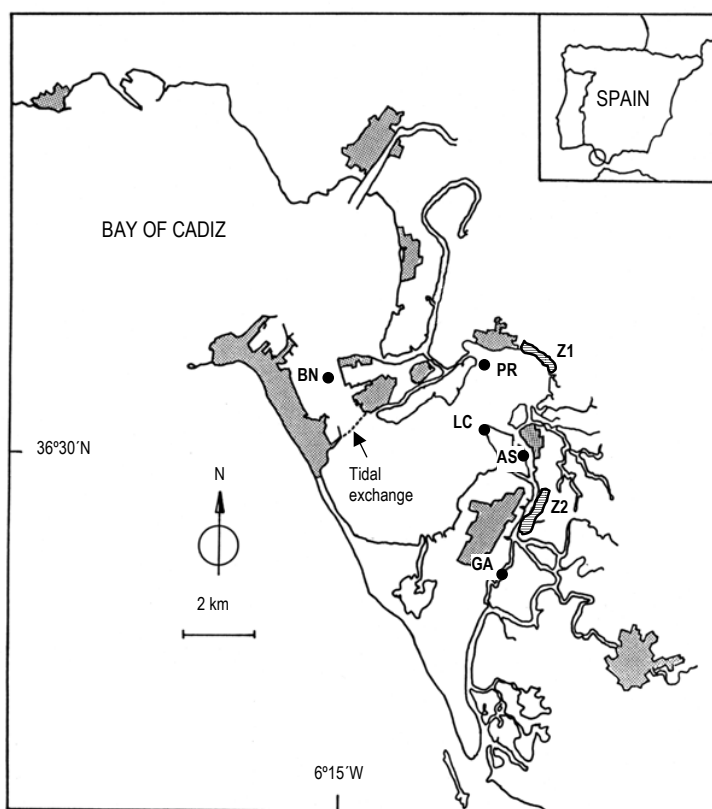 SPAIN
BAY OF CADIZ
Z1
BN
PR
LC
36º30´N
AS
Tidal
exchange
N
Z2
GA
2 km
6º15´W